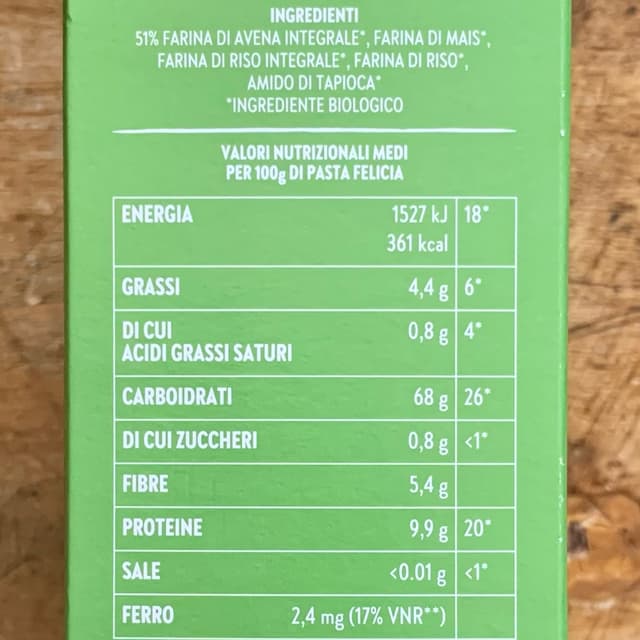 INGREDIENTI
51% FARINA DI AVENA INTEGRALE*, FARINA DI MAIS*,
FARINA DI RISO INTEGRALE*, FARINA DI RISO*,
AMIDO DI TAPIOCA*
*INGREDIENTE BIOLOGICO
VALORI NUTRIZIONALI MEDI
PER 100g DI PASTA FELICIA
ENERGIA 1527 kJ 18*
361 kcal
GRASSI 4,4 g 6*
DI CUI 0,8 g 4*
ACIDI GRASSI SATURI
CARBOIDRATI 68 g 26*
DI CUI ZUCCHERI 0,8 g <1*
FIBRE 5,4 g
PROTEINE 9,9 g 20*
SALE <0.01 g <1*
FERRO 2,4 mg (17% VNR**)